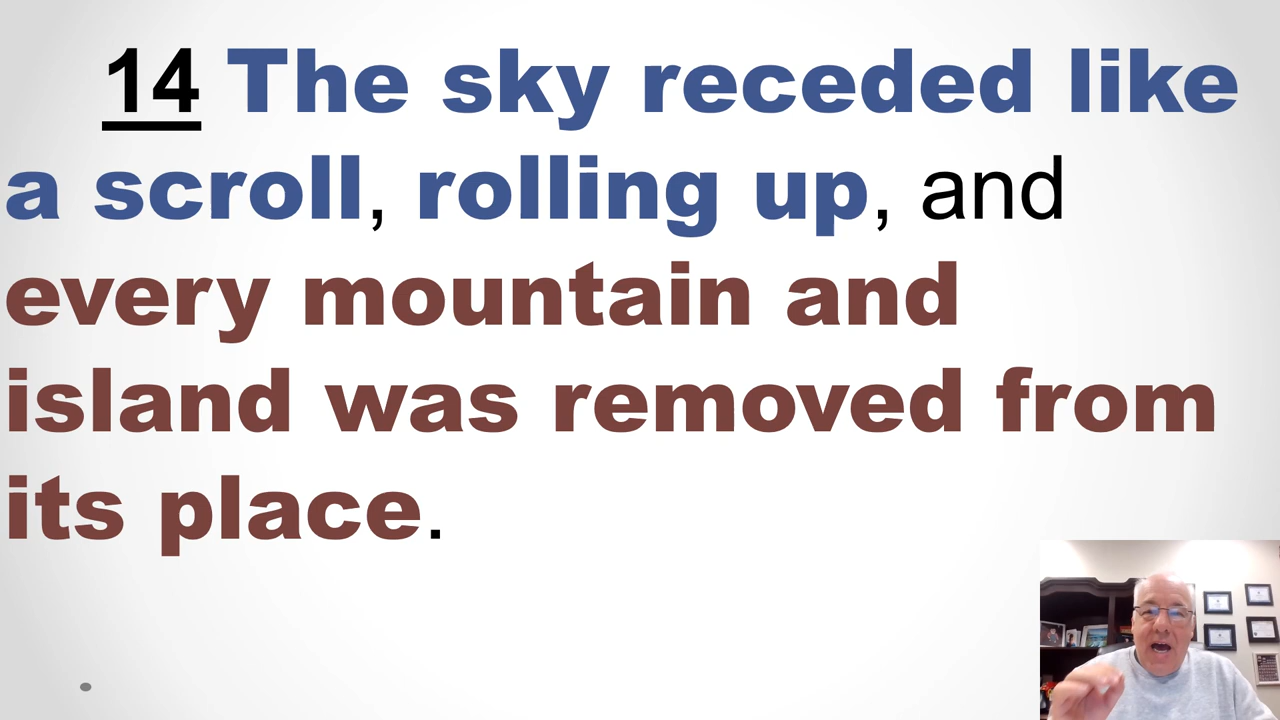 14 The sky receded like
a scroll, rolling up, and
every mountain and
island was removed from
its place.